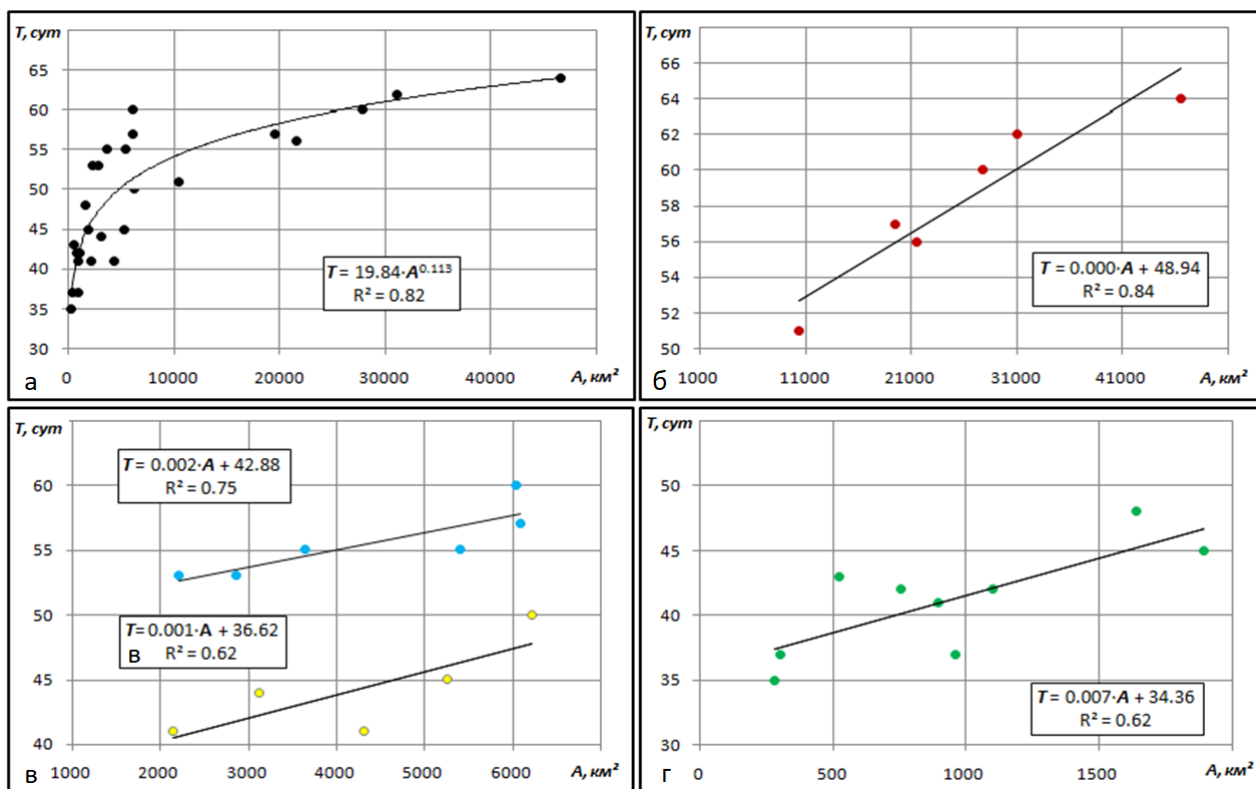 T, сут
65
60
55
50
45
40
35
30
T = 19.84·A^0.113
R² = 0.82
0 10000 20000 30000 40000 A, км²
а
T, сут
66
64
62
60
58
56
54
52
50
T = 0.000·A + 48.94
R² = 0.84
1000 11000 21000 31000 41000 A, км²
б
T, сут
60
55
50
45
40
T = 0.002·A + 42.88
R² = 0.75
T = 0.001·A + 36.62
R² = 0.62
в
1000 2000 3000 4000 5000 6000 A, км²
в
T, сут
50
45
40
35
30
T = 0.007·A + 34.36
R² = 0.62
0 500 1000 1500 A, км²
г